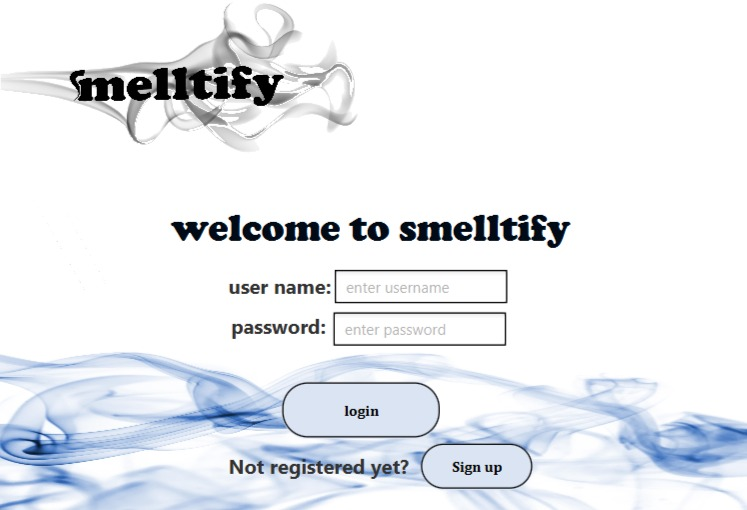 smelltify
welcome to smelltify
user name: enter username
password: enter password
login
Not registered yet? Sign up